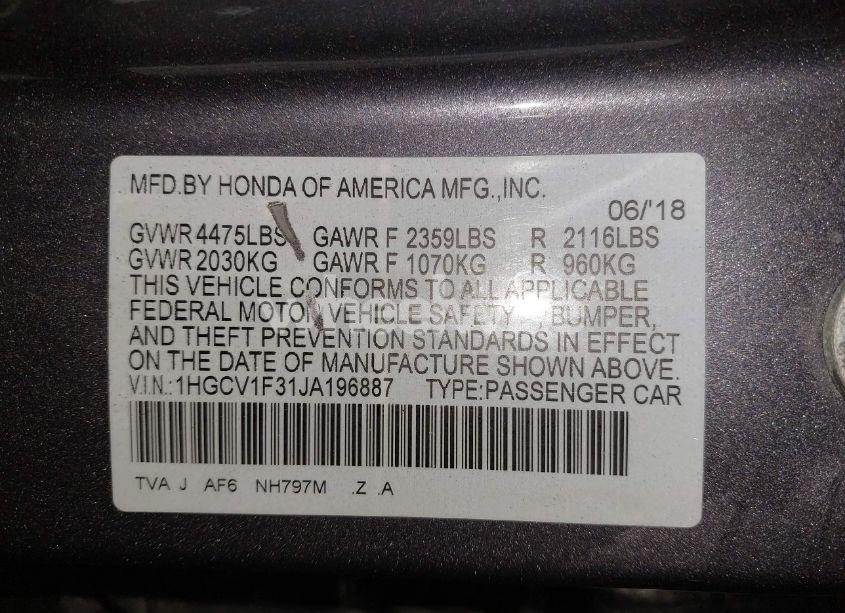 MFD.BY HONDA OF AMERICA MFG.,INC.
06/'18
GVWR 4475LBS GAWR F 2359LBS R 2116LBS
GVWR 2030KG GAWR F 1070KG R 960KG
THIS VEHICLE CONFORMS TO ALL APPLICABLE
FEDERAL MOTOR VEHICLE SAFETY, BUMPER,
AND THEFT PREVENTION STANDARDS IN EFFECT
ON THE DATE OF MANUFACTURE SHOWN ABOVE.
V.I.N.:1HGCV1F31JA196887 TYPE:PASSENGER CAR
TVA J AF6 NH797M .Z .A